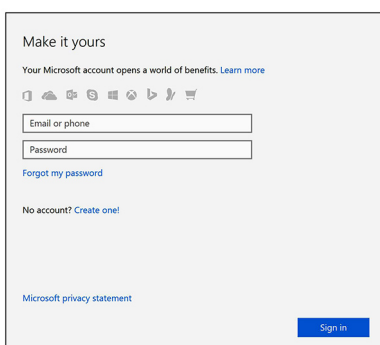 Make it yours
Your Microsoft account opens a world of benefits. Learn more
Email or phone
Password
Forgot my password
No account? Create one!
Microsoft privacy statement
Sign in